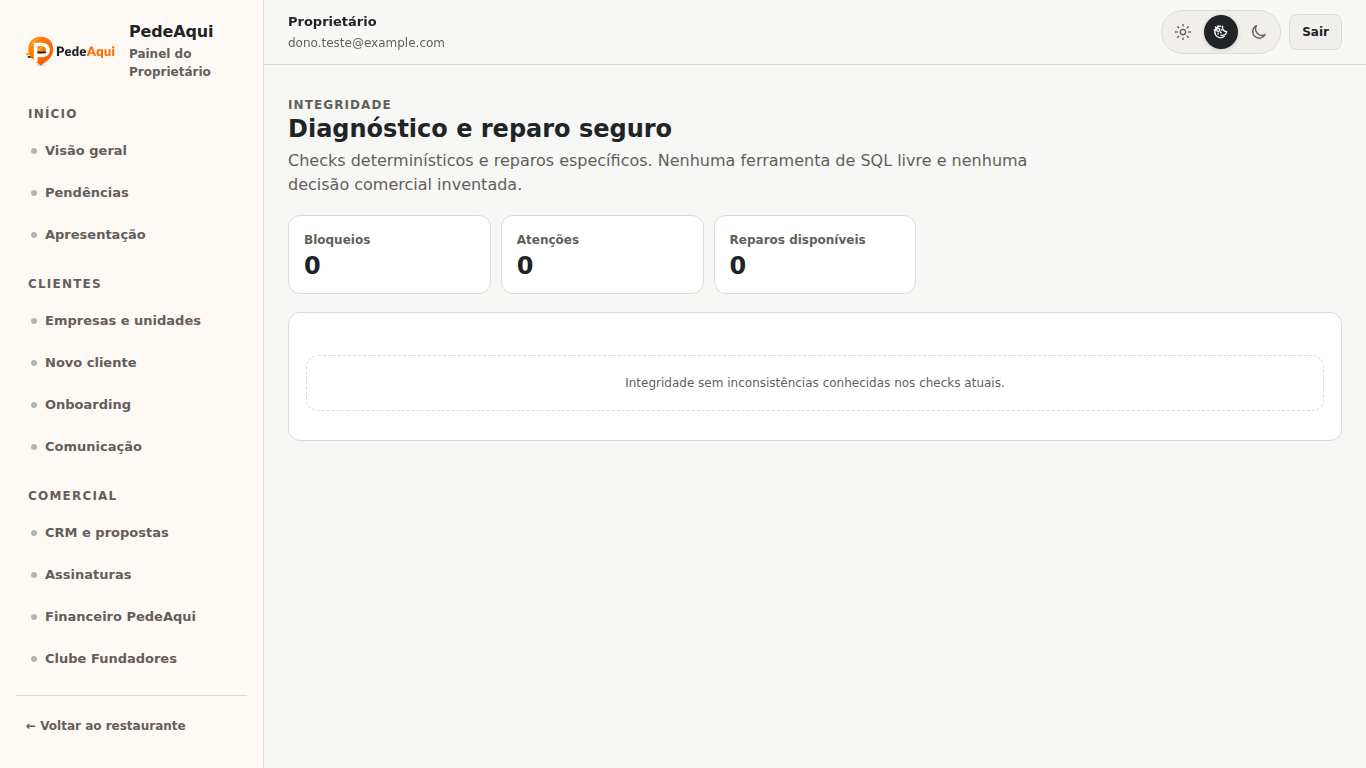 PedeAqui
PedeAqui
Painel do
Proprietário
INÍCIO
Visão geral
Pendências
Apresentação
CLIENTES
Empresas e unidades
Novo cliente
Onboarding
Comunicação
COMERCIAL
CRM e propostas
Assinaturas
Financeiro PedeAqui
Clube Fundadores
← Voltar ao restaurante
Proprietário
dono.teste@example.com
Sair
INTEGRIDADE
Diagnóstico e reparo seguro
Checks determinísticos e reparos específicos. Nenhuma ferramenta de SQL livre e nenhuma
decisão comercial inventada.
Bloqueios
0
Atenções
0
Reparos disponíveis
0
Integridade sem inconsistências conhecidas nos checks atuais.